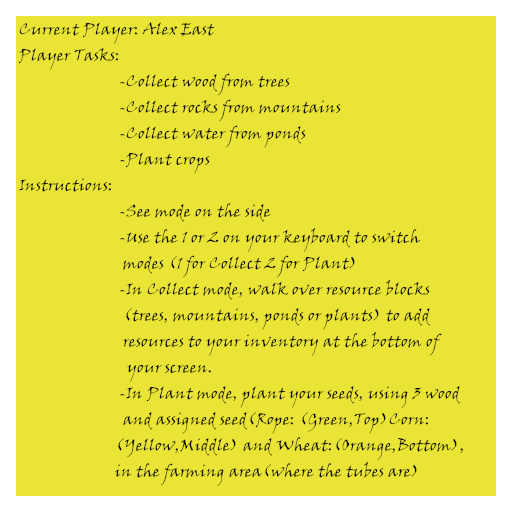 Current Player: Alex East
Player Tasks:
-Collect wood from trees
-Collect rocks from mountains
-Collect water from ponds
-Plant crops
Instructions:
-See mode on the side
-Use the 1 or 2 on your keyboard to switch
modes (1 for Collect 2 for Plant)
-In Collect mode, walk over resource blocks
(trees, mountains, ponds or plants) to add
resources to your inventory at the bottom of
your screen.
-In Plant mode, plant your seeds, using 3 wood
and assigned seed(Rope: (Green,Top)Corn:
(Yellow,Middle) and Wheat:(Orange,Bottom),
in the farming area(where the tubes are)